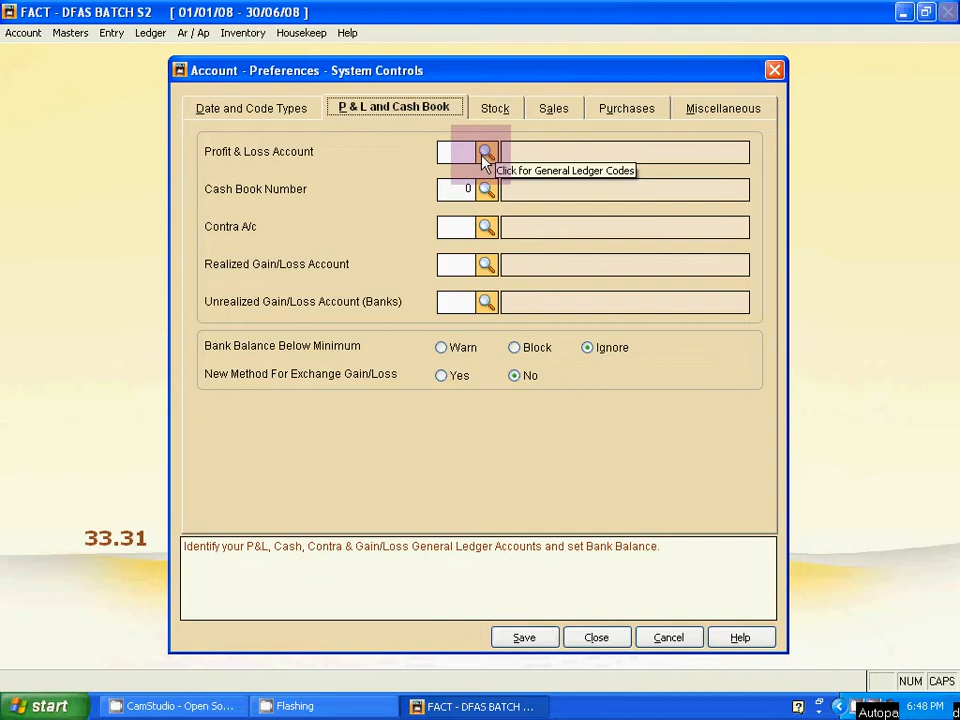 FACT - DFAS BATCH S2 [ 01/01/08 - 30/06/08 ]
Account Masters Entry Ledger Ar / Ap Inventory Housekeep Help
Account - Preferences - System Controls
Date and Code Types P & L and Cash Book Stock Sales Purchases Miscellaneous
Profit & Loss Account
Click for General Ledger Codes
Cash Book Number 0
Contra A/c
Realized Gain/Loss Account
Unrealized Gain/Loss Account (Banks)
Bank Balance Below Minimum Warn Block Ignore
New Method For Exchange Gain/Loss Yes No
33.31
Identify your P&L, Cash, Contra & Gain/Loss General Ledger Accounts and set Bank Balance.
Save Close Cancel Help
NUM CAPS
start CamStudio - Open So... Flashing FACT - DFAS BATCH ... 6:48 PM